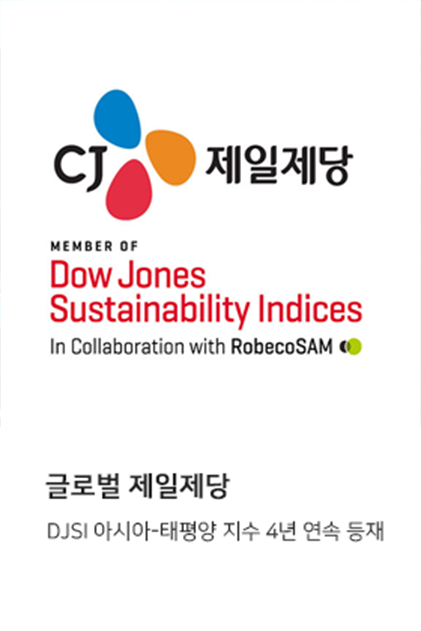 CJ 제일제당
MEMBER OF
Dow Jones
Sustainability Indices
In Collaboration with RobecoSAM
글로벌 제일제당
DJSI 아시아-태평양 지수 4년 연속 등재